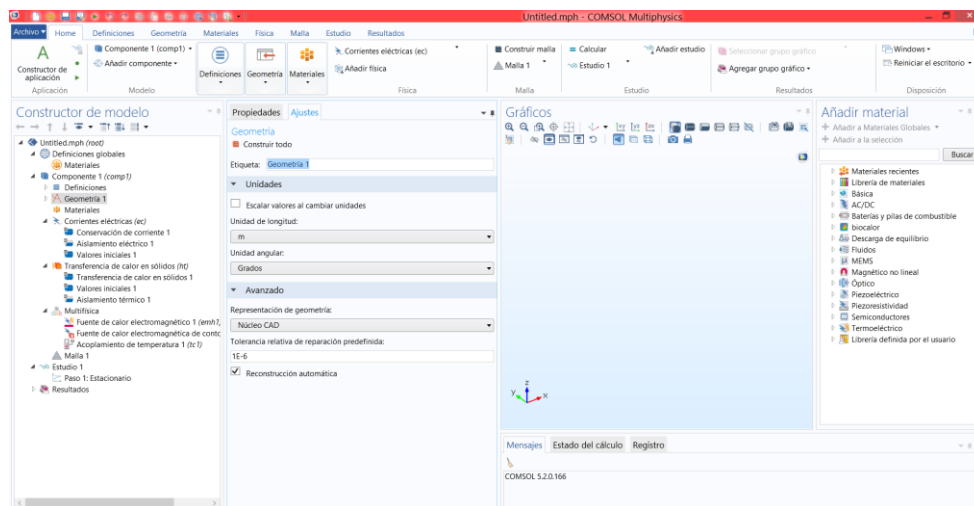 Untitled.mph - COMSOL Multiphysics
Archivo Home Definiciones Geometría Materiales Física Malla Estudio Resultados
Constructor de aplicación
Aplicación
Componente 1 (comp1)
Añadir componente
Modelo
Definiciones Geometría Materiales
Corrientes eléctricas (ec)
Añadir física
Física
Construir malla
Malla 1
Malla
Calcular
Estudio 1
Añadir estudio
Estudio
Seleccionar grupo gráfico
Agregar grupo gráfico
Resultados
Windows
Reiniciar el escritorio
Disposición
Constructor de modelo
Untitled.mph (root)
Definiciones globales
Materiales
Componente 1 (comp1)
Definiciones
Geometría 1
Materiales
Corrientes eléctricas (ec)
Conservación de corriente 1
Aislamiento eléctrico 1
Valores iniciales 1
Transferencia de calor en sólidos (ht)
Transferencia de calor en sólidos 1
Valores iniciales 1
Aislamiento térmico 1
Multifísica
Fuente de calor electromagnético 1 (emh1,
Fuente de calor electromagnética de contc
Acoplamiento de temperatura 1 (tc1)
Malla 1
Estudio 1
Paso 1: Estacionario
Resultados
Propiedades Ajustes
Geometría
Construir todo
Etiqueta: Geometría 1
Unidades
Escalar valores al cambiar unidades
Unidad de longitud:
m
Unidad angular:
Grados
Avanzado
Representación de geometría:
Núcleo CAD
Tolerancia relativa de reparación predefinida:
1E-6
Reconstrucción automática
Gráficos
z
y x
Mensajes Estado del cálculo Registro
COMSOL 5.2.0.166
Añadir material
Añadir a Materiales Globales
Añadir a la selección
Buscar
Materiales recientes
Librería de materiales
Básica
AC/DC
Baterías y pilas de combustible
biocalor
Descarga de equilibrio
Fluidos
MEMS
Magnético no lineal
Óptico
Piezoeléctrico
Piezoresistividad
Semiconductores
Termoeléctrico
Librería definida por el usuario